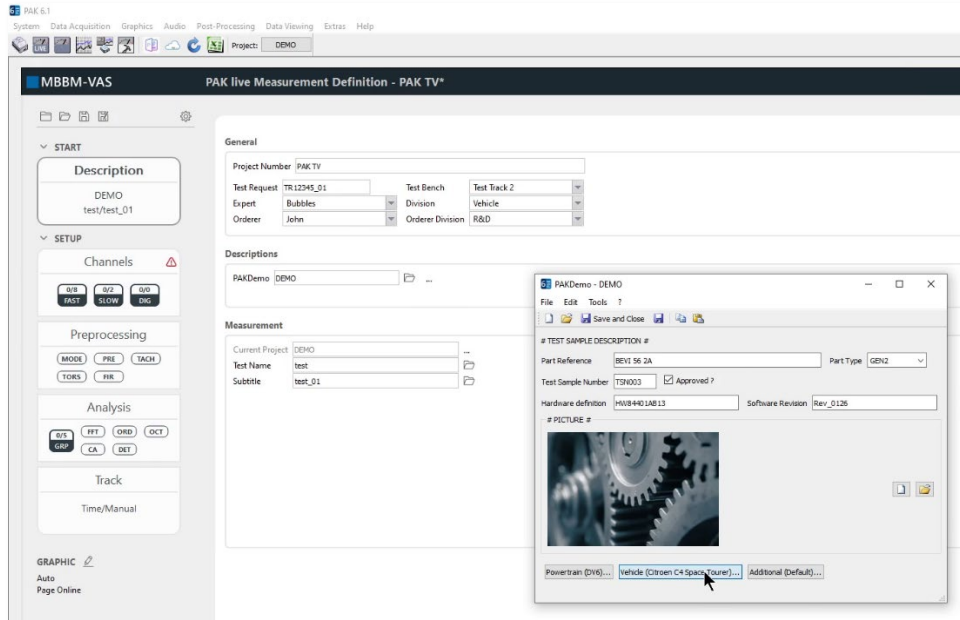 PAK 6.1
System Data Acquisition Graphics Audio Post-Processing Data Viewing Extras Help
LIVE Project: DEMO
MBBM-VAS PAK live Measurement Definition - PAK TV*
START
Description
DEMO
test/test_01
SETUP
Channels
0/8 FAST 0/2 SLOW 0/0 DIG
Preprocessing
MODE PRE TACH
TORS FIR
Analysis
0/5 GRP FFT ORD OCT
CA DET
Track
Time/Manual
GRAPHIC
Auto
Page Online
General
Project Number PAK TV
Test Request TR12345_01 Test Bench Test Track 2
Expert Bubbles Division Vehicle
Orderer John Orderer Division R&D
Descriptions
PAKDemo DEMO ...
Measurement
Current Project DEMO ...
Test Name test
Subtitle test_01
PAKDemo - DEMO
File Edit Tools ?
Save and Close
# TEST SAMPLE DESCRIPTION #
Part Reference BEVI 56 2A Part Type GEN2
Test Sample Number TSN003 Approved ?
Hardware definition HW84401AB13 Software Revision Rev_0126
# PICTURE #
Powertrain (DV6)... Vehicle (Citroen C4 Space Tourer)... Additional (Default)...